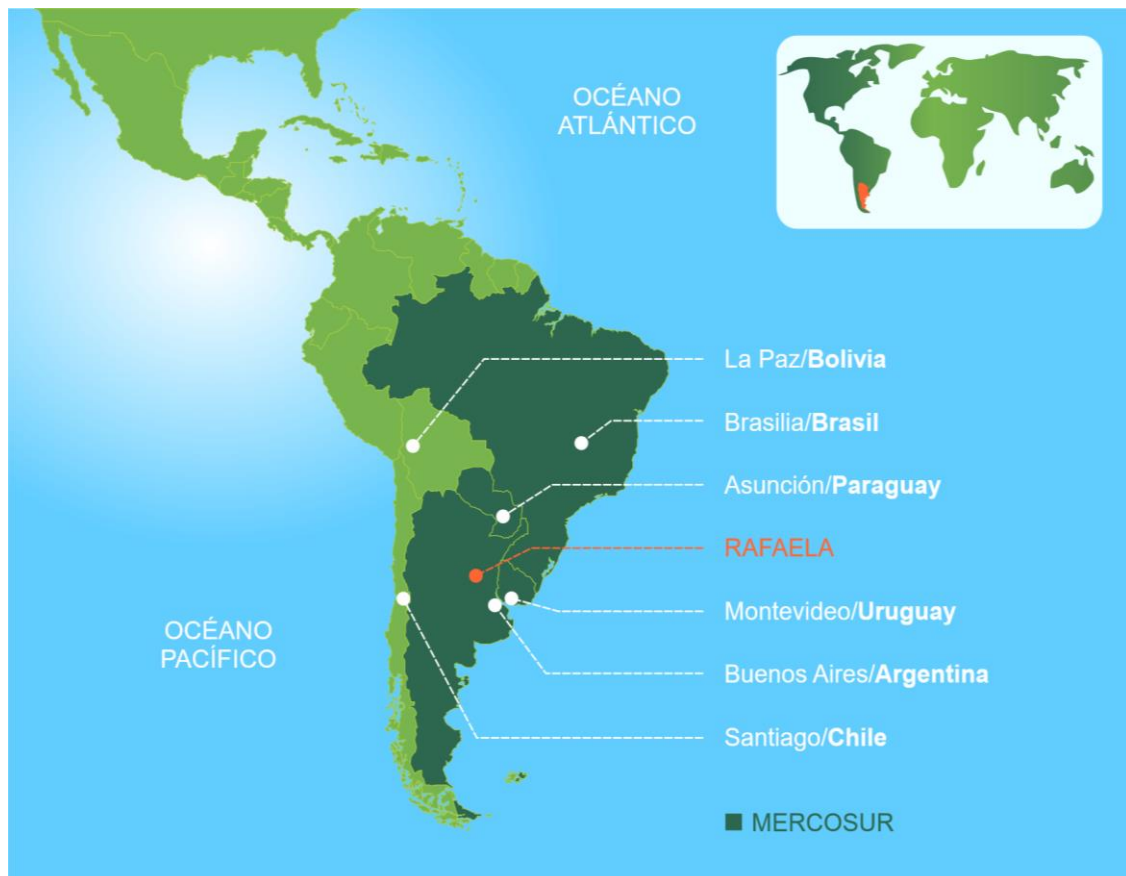 OCÉANO
ATLÁNTICO
La Paz/Bolivia
Brasilia/Brasil
Asunción/Paraguay
RAFAELA
Montevideo/Uruguay
OCÉANO
PACÍFICO
Buenos Aires/Argentina
Santiago/Chile
MERCOSUR